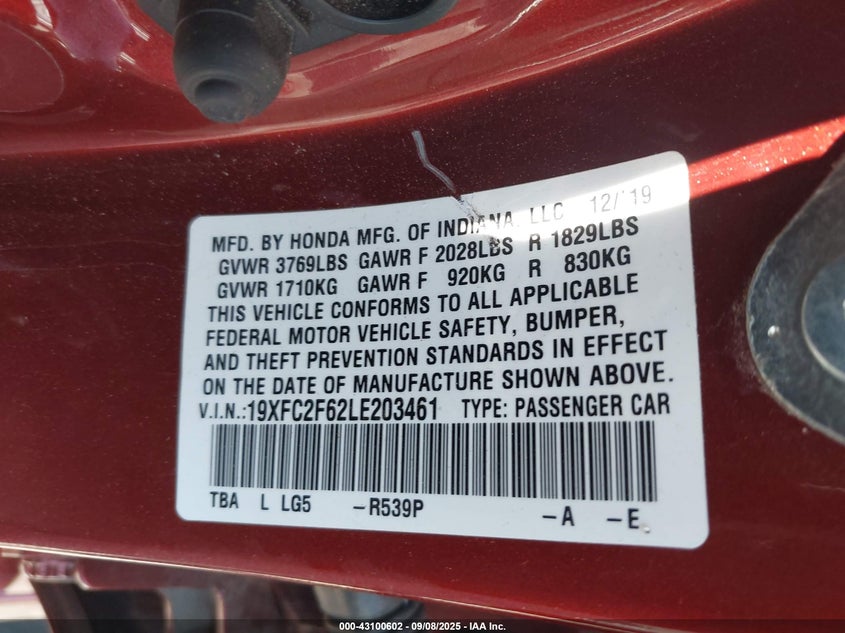 MFD. BY HONDA MFG. OF INDIANA, LLC 12/'19
GVWR 3769LBS GAWR F 2028LBS R 1829LBS
GVWR 1710KG GAWR F 920KG R 830KG
THIS VEHICLE CONFORMS TO ALL APPLICABLE
FEDERAL MOTOR VEHICLE SAFETY, BUMPER,
AND THEFT PREVENTION STANDARDS IN EFFECT
ON THE DATE OF MANUFACTURE SHOWN ABOVE.
V.I.N.:19XFC2F62LE203461 TYPE: PASSENGER CAR
TBA L LG5 -R539P -A -E
000-43100602 - 09/08/2025 - IAA Inc.